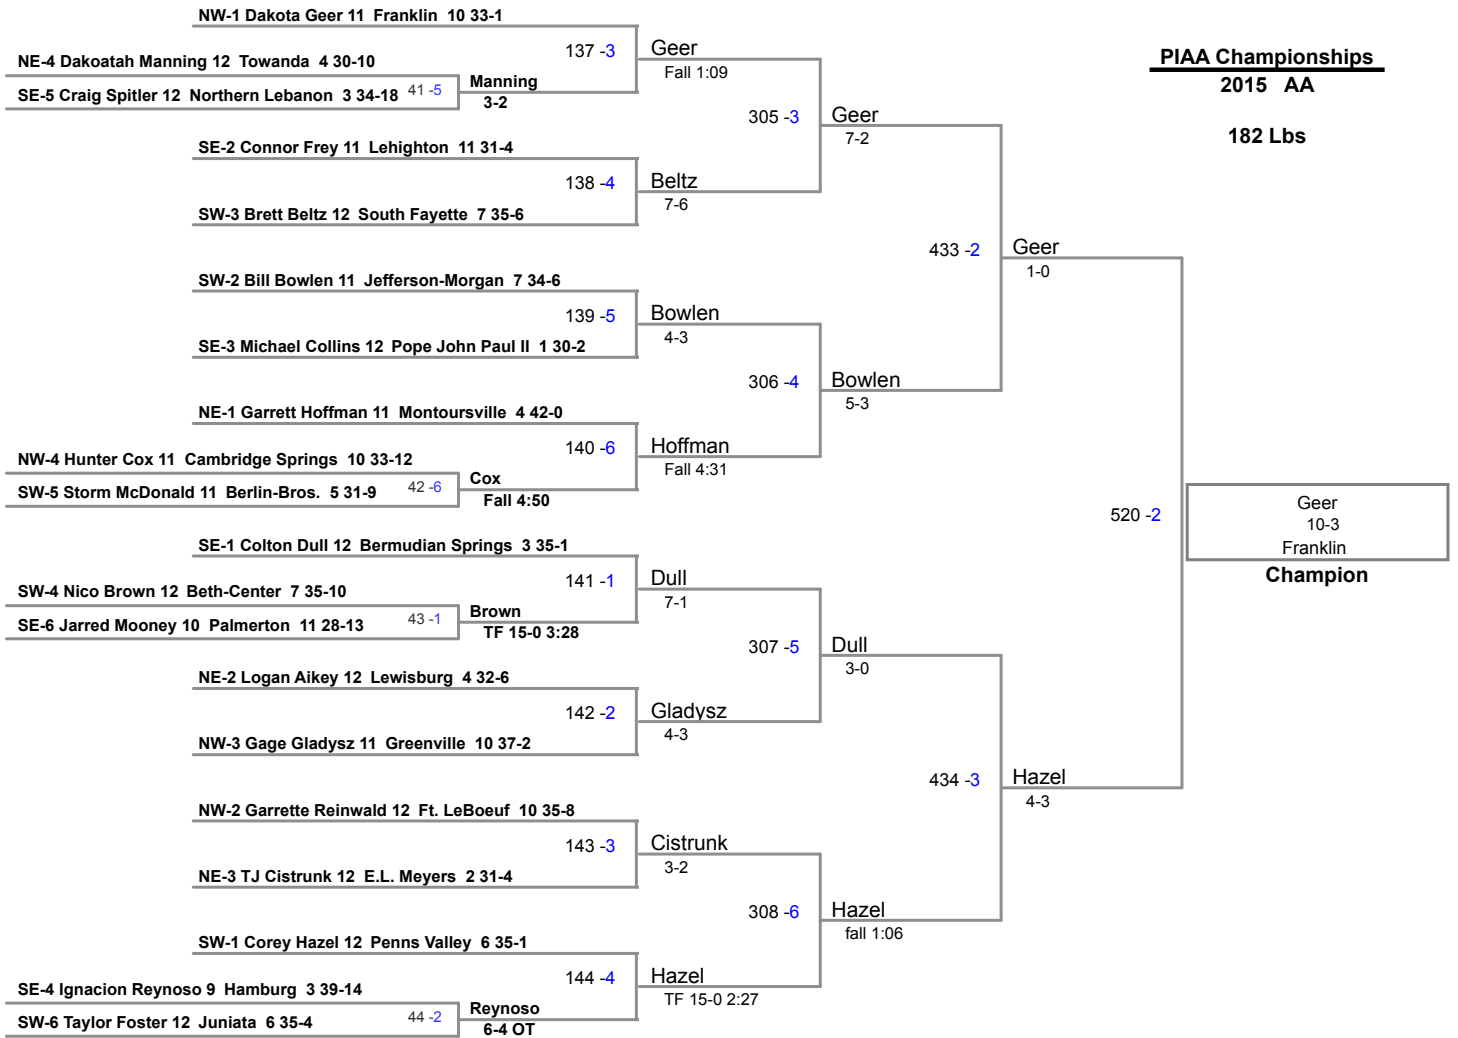 NW-1 Dakota Geer 11 Franklin 10 33-1
137 -3
Geer
Fall 1:09
PIAA Championships
2015 AA
182 Lbs
NE-4 Dakoatah Manning 12 Towanda 4 30-10
SE-5 Craig Spitler 12 Northern Lebanon 3 34-18
41 -5
Manning
3-2
305 -3
Geer
7-2
SE-2 Connor Frey 11 Lehighton 11 31-4
138 -4
Beltz
7-6
SW-3 Brett Beltz 12 South Fayette 7 35-6
433 -2
Geer
1-0
SW-2 Bill Bowlen 11 Jefferson-Morgan 7 34-6
139 -5
Bowlen
4-3
SE-3 Michael Collins 12 Pope John Paul II 1 30-2
306 -4
Bowlen
5-3
NE-1 Garrett Hoffman 11 Montoursville 4 42-0
140 -6
Hoffman
Fall 4:31
NW-4 Hunter Cox 11 Cambridge Springs 10 33-12
SW-5 Storm McDonald 11 Berlin-Bros. 5 31-9
42 -6
Cox
Fall 4:50
520 -2
Geer
10-3
Franklin
Champion
SE-1 Colton Dull 12 Bermudian Springs 3 35-1
141 -1
Dull
7-1
SW-4 Nico Brown 12 Beth-Center 7 35-10
SE-6 Jarred Mooney 10 Palmerton 11 28-13
43 -1
Brown
TF 15-0 3:28
307 -5
Dull
3-0
NE-2 Logan Aikey 12 Lewisburg 4 32-6
142 -2
Gladysz
4-3
NW-3 Gage Gladysz 11 Greenville 10 37-2
434 -3
Hazel
4-3
NW-2 Garrette Reinwald 12 Ft. LeBoeuf 10 35-8
143 -3
Cistrunk
3-2
NE-3 TJ Cistrunk 12 E.L. Meyers 2 31-4
308 -6
Hazel
fall 1:06
SW-1 Corey Hazel 12 Penns Valley 6 35-1
144 -4
Hazel
TF 15-0 2:27
SE-4 Ignacion Reynoso 9 Hamburg 3 39-14
SW-6 Taylor Foster 12 Juniata 6 35-4
44 -2
Reynoso
6-4 OT